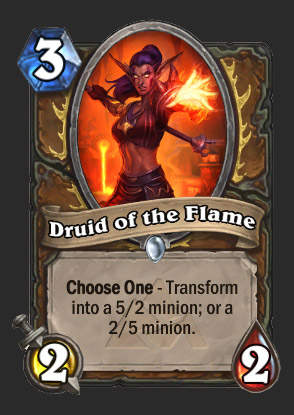 3
Druid of the Flame
Choose One - Transform
into a 5/2 minion; or a
2/5 minion.
2
2